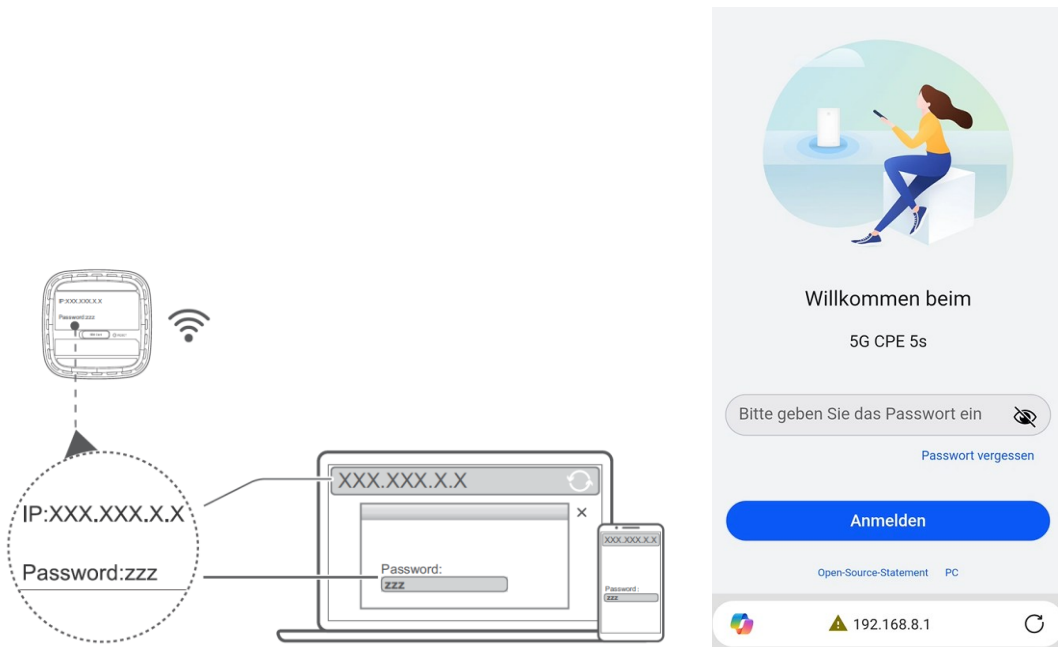 IP:XXX.XXX.X.X
Password:zzz
IP:XXX.XXX.X.X
Password:zzz
XXX.XXX.X.X
Password:
zzz
XXX.XXX.X.X
Password:
zzz
Willkommen beim
5G CPE 5s
Bitte geben Sie das Passwort ein
Passwort vergessen
Anmelden
Open-Source-Statement PC
192.168.8.1